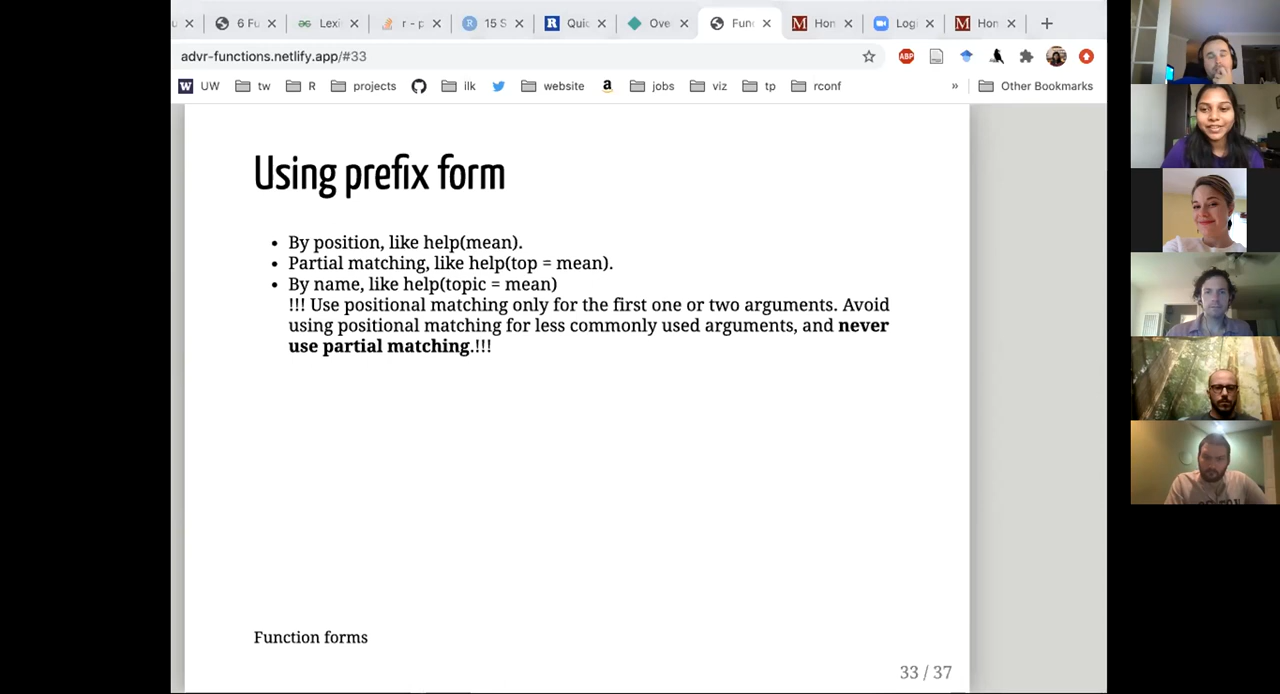 6 Fu
Lexi
r - p
15 S
R Quic
Ove
Func
M Hon
Logi
M Hon
advr-functions.netlify.app/#33
ABP
W UW
tw
R
projects
ilk
website
a
jobs
viz
tp
rconf
»
Other Bookmarks
Using prefix form
• By position, like help(mean).
• Partial matching, like help(top = mean).
• By name, like help(topic = mean)
!!! Use positional matching only for the first one or two arguments. Avoid
using positional matching for less commonly used arguments, and never
use partial matching.!!!
Function forms
33 / 37